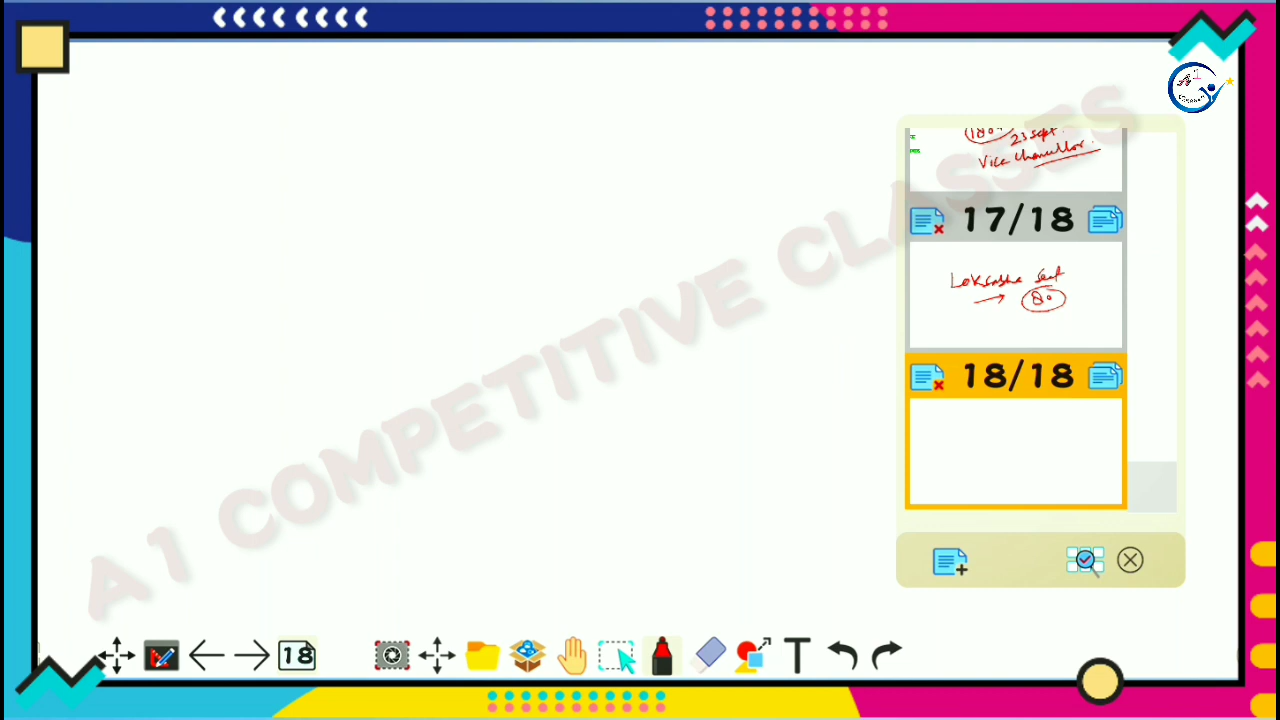 A1 COMPETITIVE CLASSES
180
23 sept.
Vice Chancellor.
17/18
Loksabha Seat
80
18/18
18
T